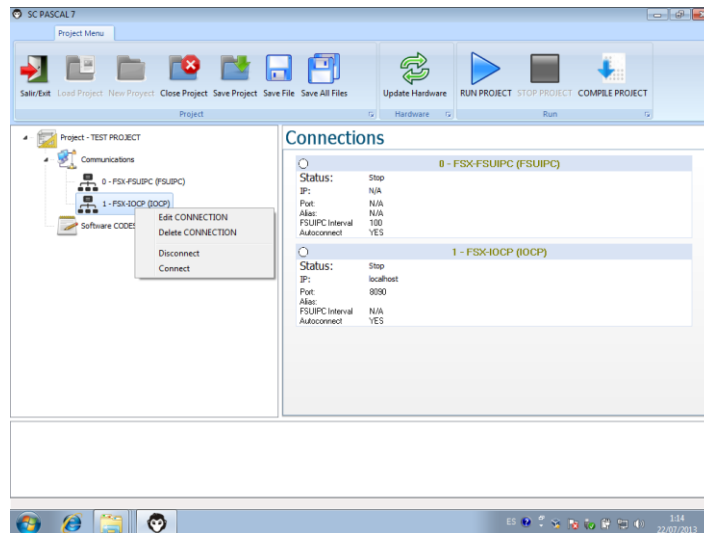 SC PASCAL 7
Project Menu
Salir/Exit Load Project New Proyect Close Project Save Project Save File Save All Files Update Hardware RUN PROJECT STOP PROJECT COMPILE PROJECT
Project Hardware Run
Project - TEST PROJECT
Communications
0 - PSX-FSUIPC (FSUIPC)
1 - FSX-IOCP (IOCP)
Software CODES
Edit CONNECTION
Delete CONNECTION
Disconnect
Connect
Connections
0 - FSX-FSUIPC (FSUIPC)
Status: Stop
IP: N/A
Port: N/A
Alias: N/A
FSUIPC Interval 100
Autoconnect YES
1 - FSX-IOCP (IOCP)
Status: Stop
IP: localhost
Port: 8090
Alias:
FSUIPC Interval N/A
Autoconnect YES
ES 1:14
22/07/2013